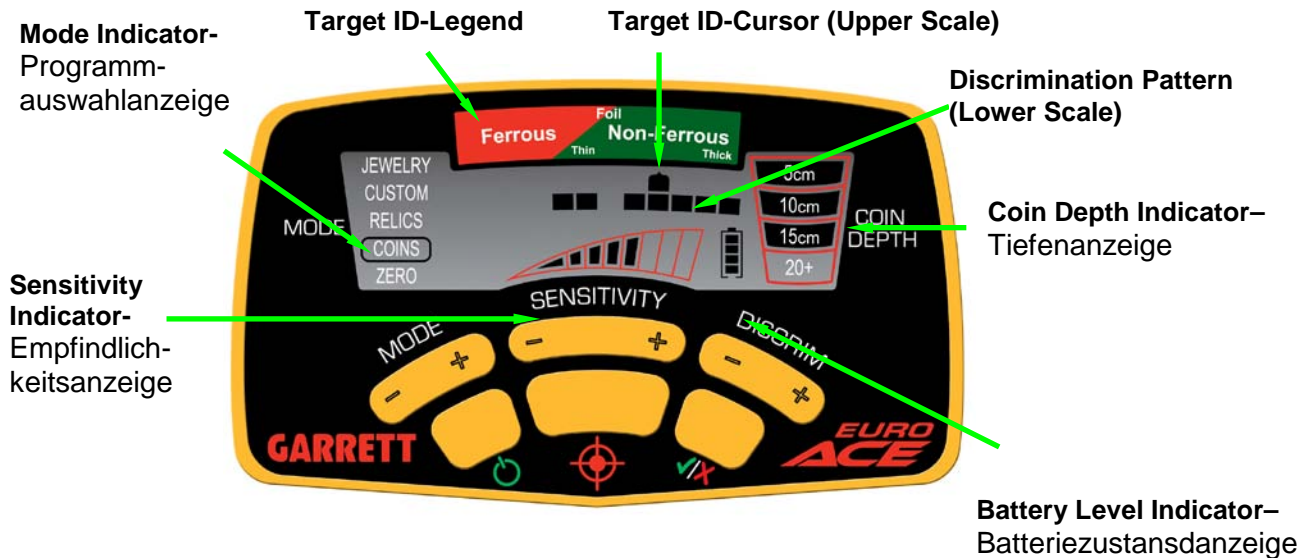 Target ID-Legend
Target ID-Cursor (Upper Scale)
Mode Indicator-
Programm-
auswahlanzeige
Discrimination Pattern
(Lower Scale)
Ferrous
Foil
Non-Ferrous
Thin
Thick
JEWELRY
CUSTOM
RELICS
COINS
ZERO
MODE
5cm
10cm
15cm
20+
COIN
DEPTH
Coin Depth Indicator–
Tiefenanzeige
Sensitivity
Indicator-
Empfindlich-
keitsanzeige
SENSITIVITY
MODE
DISCRIM
- +
- +
- +
GARRETT
EURO
ACE
✓/X
Battery Level Indicator–
Batteriezustandsanzeige